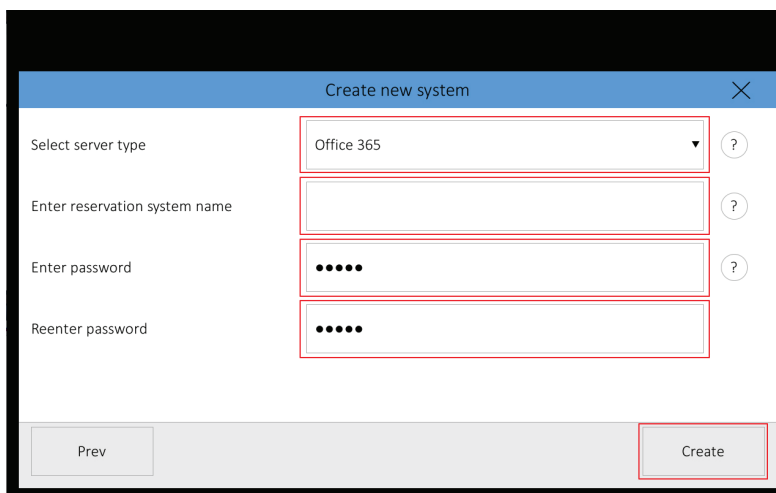 Create new system
Select server type
Office 365
?
Enter reservation system name
?
Enter password
●●●●●
?
Reenter password
●●●●●
Prev
Create